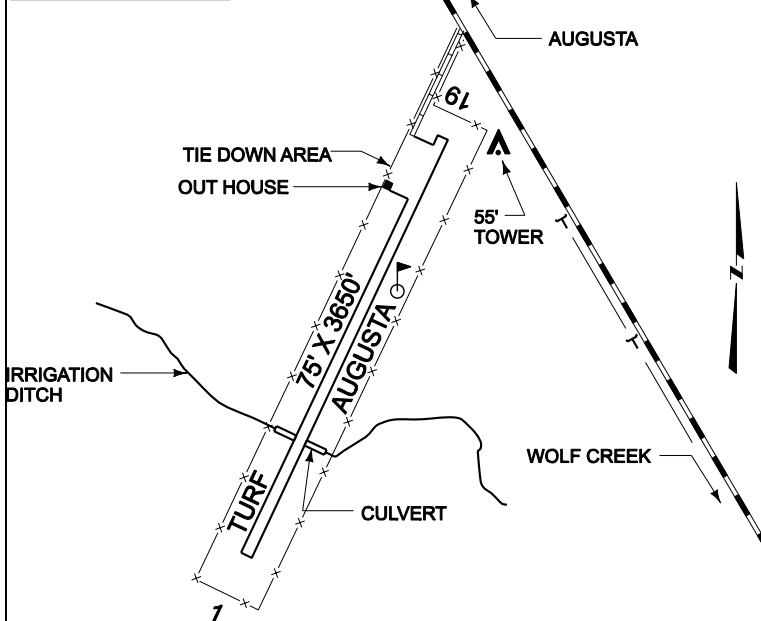 AUGUSTA
19
TIE DOWN AREA
OUT HOUSE
55'
TOWER
N
75' X 3650'
AUGUSTA
IRRIGATION
DITCH
WOLF CREEK
TURF
CULVERT
1